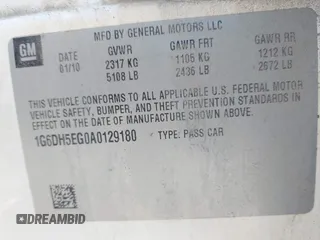 GM
MFD BY GENERAL MOTORS LLC
01/10
GVWR GAWR FRT GAWR RR
2317 KG 1105 KG 1212 KG
5108 LB 2436 LB 2672 LB
THIS VEHICLE CONFORMS TO ALL APPLICABLE U.S. FEDERAL MOTOR
VEHICLE SAFETY, BUMPER, AND THEFT PREVENTION STANDARDS IN
EFFECT ON THE DATE OF MANUFACTURE SHOWN ABOVE.
1G6DH5EG0A0129180 TYPE: PASS CAR
AUTOBIDMASTER